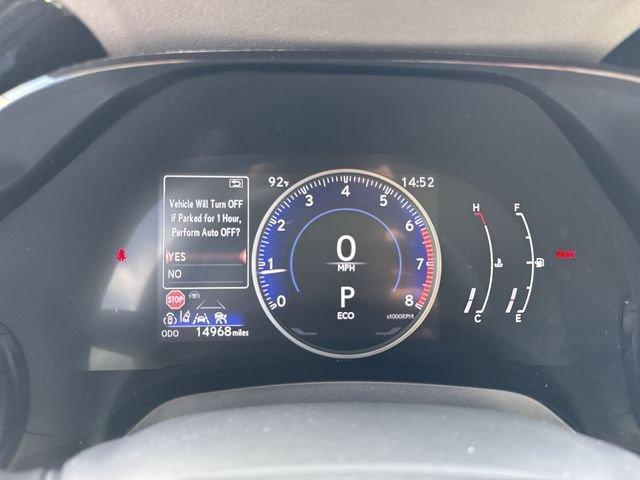 92°F
14:52
Vehicle Will Turn OFF
if Parked for 1 Hour,
Perform Auto OFF?
YES
NO
STOP
ODO 14968 miles
0 1 2 3 4 5 6 7 8
0
MPH
P
ECO
x1000RPM
H
C
F
E
PARK